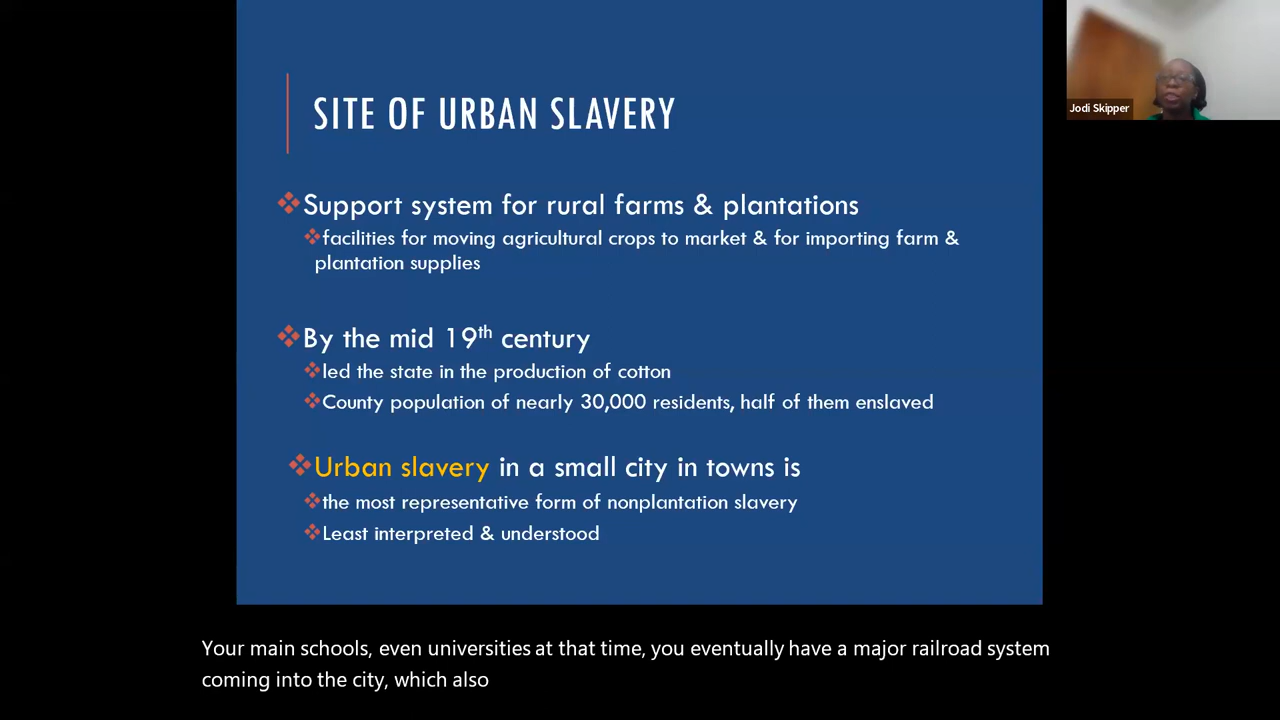 SITE OF URBAN SLAVERY
Jodi Skipper
❖Support system for rural farms & plantations
❖facilities for moving agricultural crops to market & for importing farm &
plantation supplies
❖By the mid 19th century
❖led the state in the production of cotton
❖County population of nearly 30,000 residents, half of them enslaved
❖Urban slavery in a small city in towns is
❖the most representative form of nonplantation slavery
❖Least interpreted & understood
Your main schools, even universities at that time, you eventually have a major railroad system
coming into the city, which also